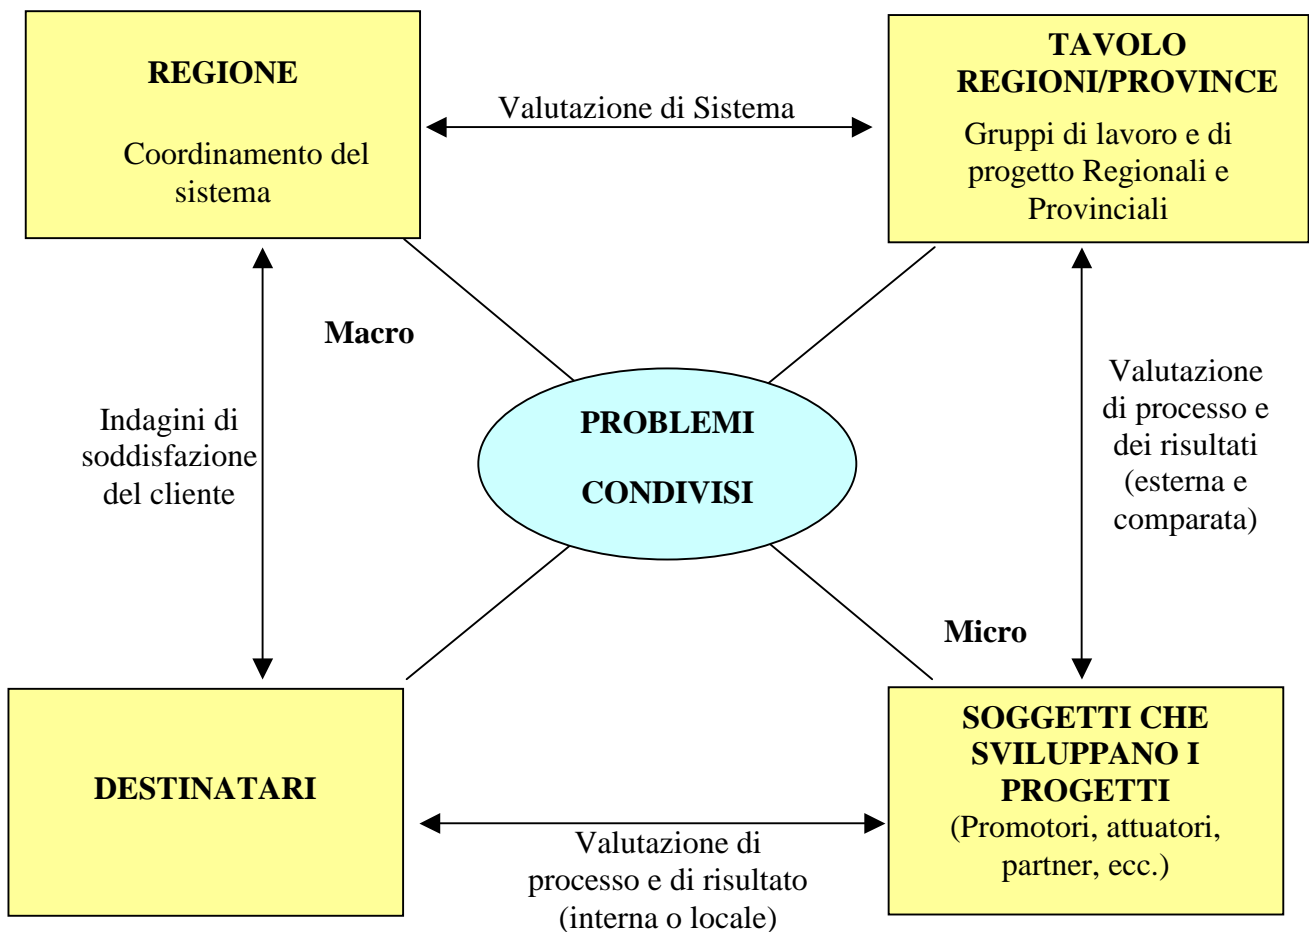 REGIONE
Coordinamento del
sistema
Valutazione di Sistema
TAVOLO
REGIONI/PROVINCE
Gruppi di lavoro e di
progetto Regionali e
Provinciali
Macro
Indagini di
soddisfazione
del cliente
PROBLEMI
CONDIVISI
Valutazione
di processo e
dei risultati
(esterna e
comparata)
Micro
DESTINATARI
Valutazione di
processo e di risultato
(interna o locale)
SOGGETTI CHE
SVILUPPANO I
PROGETTI
(Promotori, attuatori,
partner, ecc.)